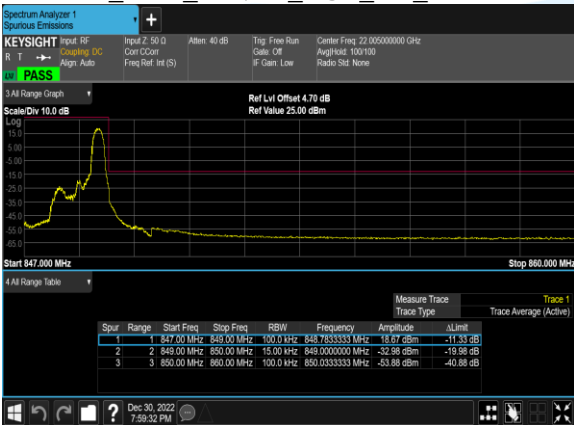 Spectrum Analyzer 1
Spurious Emissions
+
KEYSIGHT
R T
Input: RF
Coupling: DC
Align: Auto
Input Z: 50 Ω
Corr CCorr
Freq Ref: Int (S)
Atten: 40 dB
Trig: Free Run
Gate: Off
IF Gain: Low
Center Freq: 22.005000000 GHz
Avg|Hold: 100/100
Radio Std: None
PASS
3 All Range Graph
Scale/Div 10.0 dB
Ref Lvl Offset 4.70 dB
Ref Value 25.00 dBm
Log
15.0
5.00
-5.00
-15.0
-25.0
-35.0
-45.0
-55.0
-65.0
Start 847.000 MHz
Stop 860.000 MHz
4 All Range Table
Measure Trace Trace 1
Trace Type Trace Average (Active)
Spur Range Start Freq Stop Freq RBW Frequency Amplitude ΔLimit
1 1 847.00 MHz 849.00 MHz 100.0 kHz 848.7833333 MHz 18.67 dBm -11.33 dB
2 2 849.00 MHz 850.00 MHz 15.00 kHz 849.0000000 MHz -32.98 dBm -19.98 dB
3 3 850.00 MHz 860.00 MHz 100.0 kHz 850.0333333 MHz -53.88 dBm -40.88 dB
?
Dec 30, 2022
7:59:32 PM